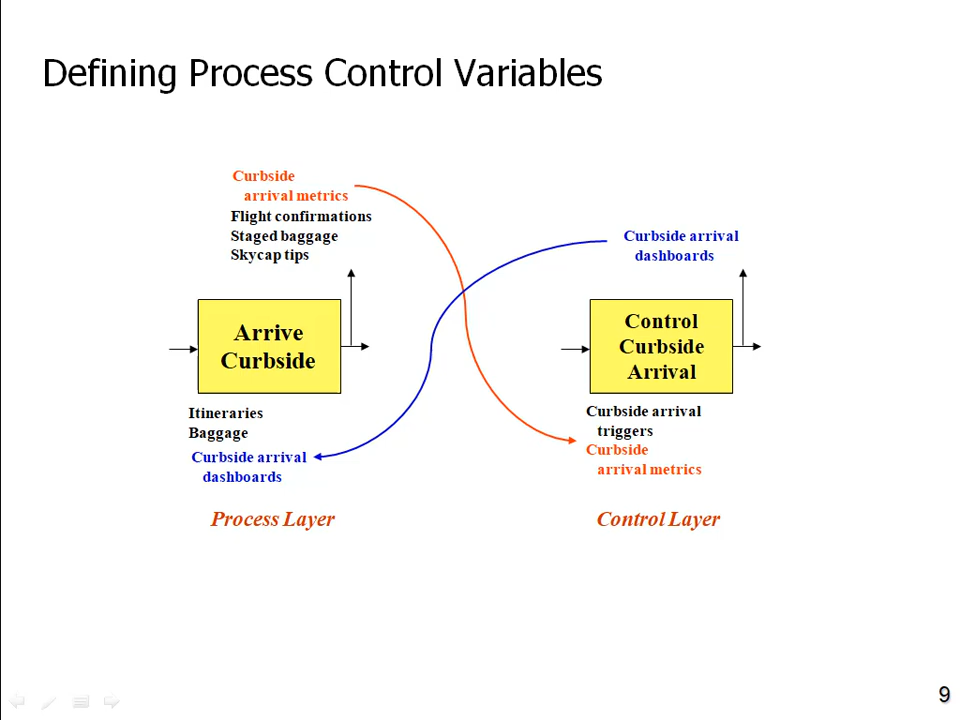 Defining Process Control Variables
Curbside
arrival metrics
Flight confirmations
Staged baggage
Skycap tips
Curbside arrival
dashboards
Arrive
Curbside
Control
Curbside
Arrival
Itineraries
Baggage
Curbside arrival
dashboards
Curbside arrival
triggers
Curbside
arrival metrics
Process Layer
Control Layer
9